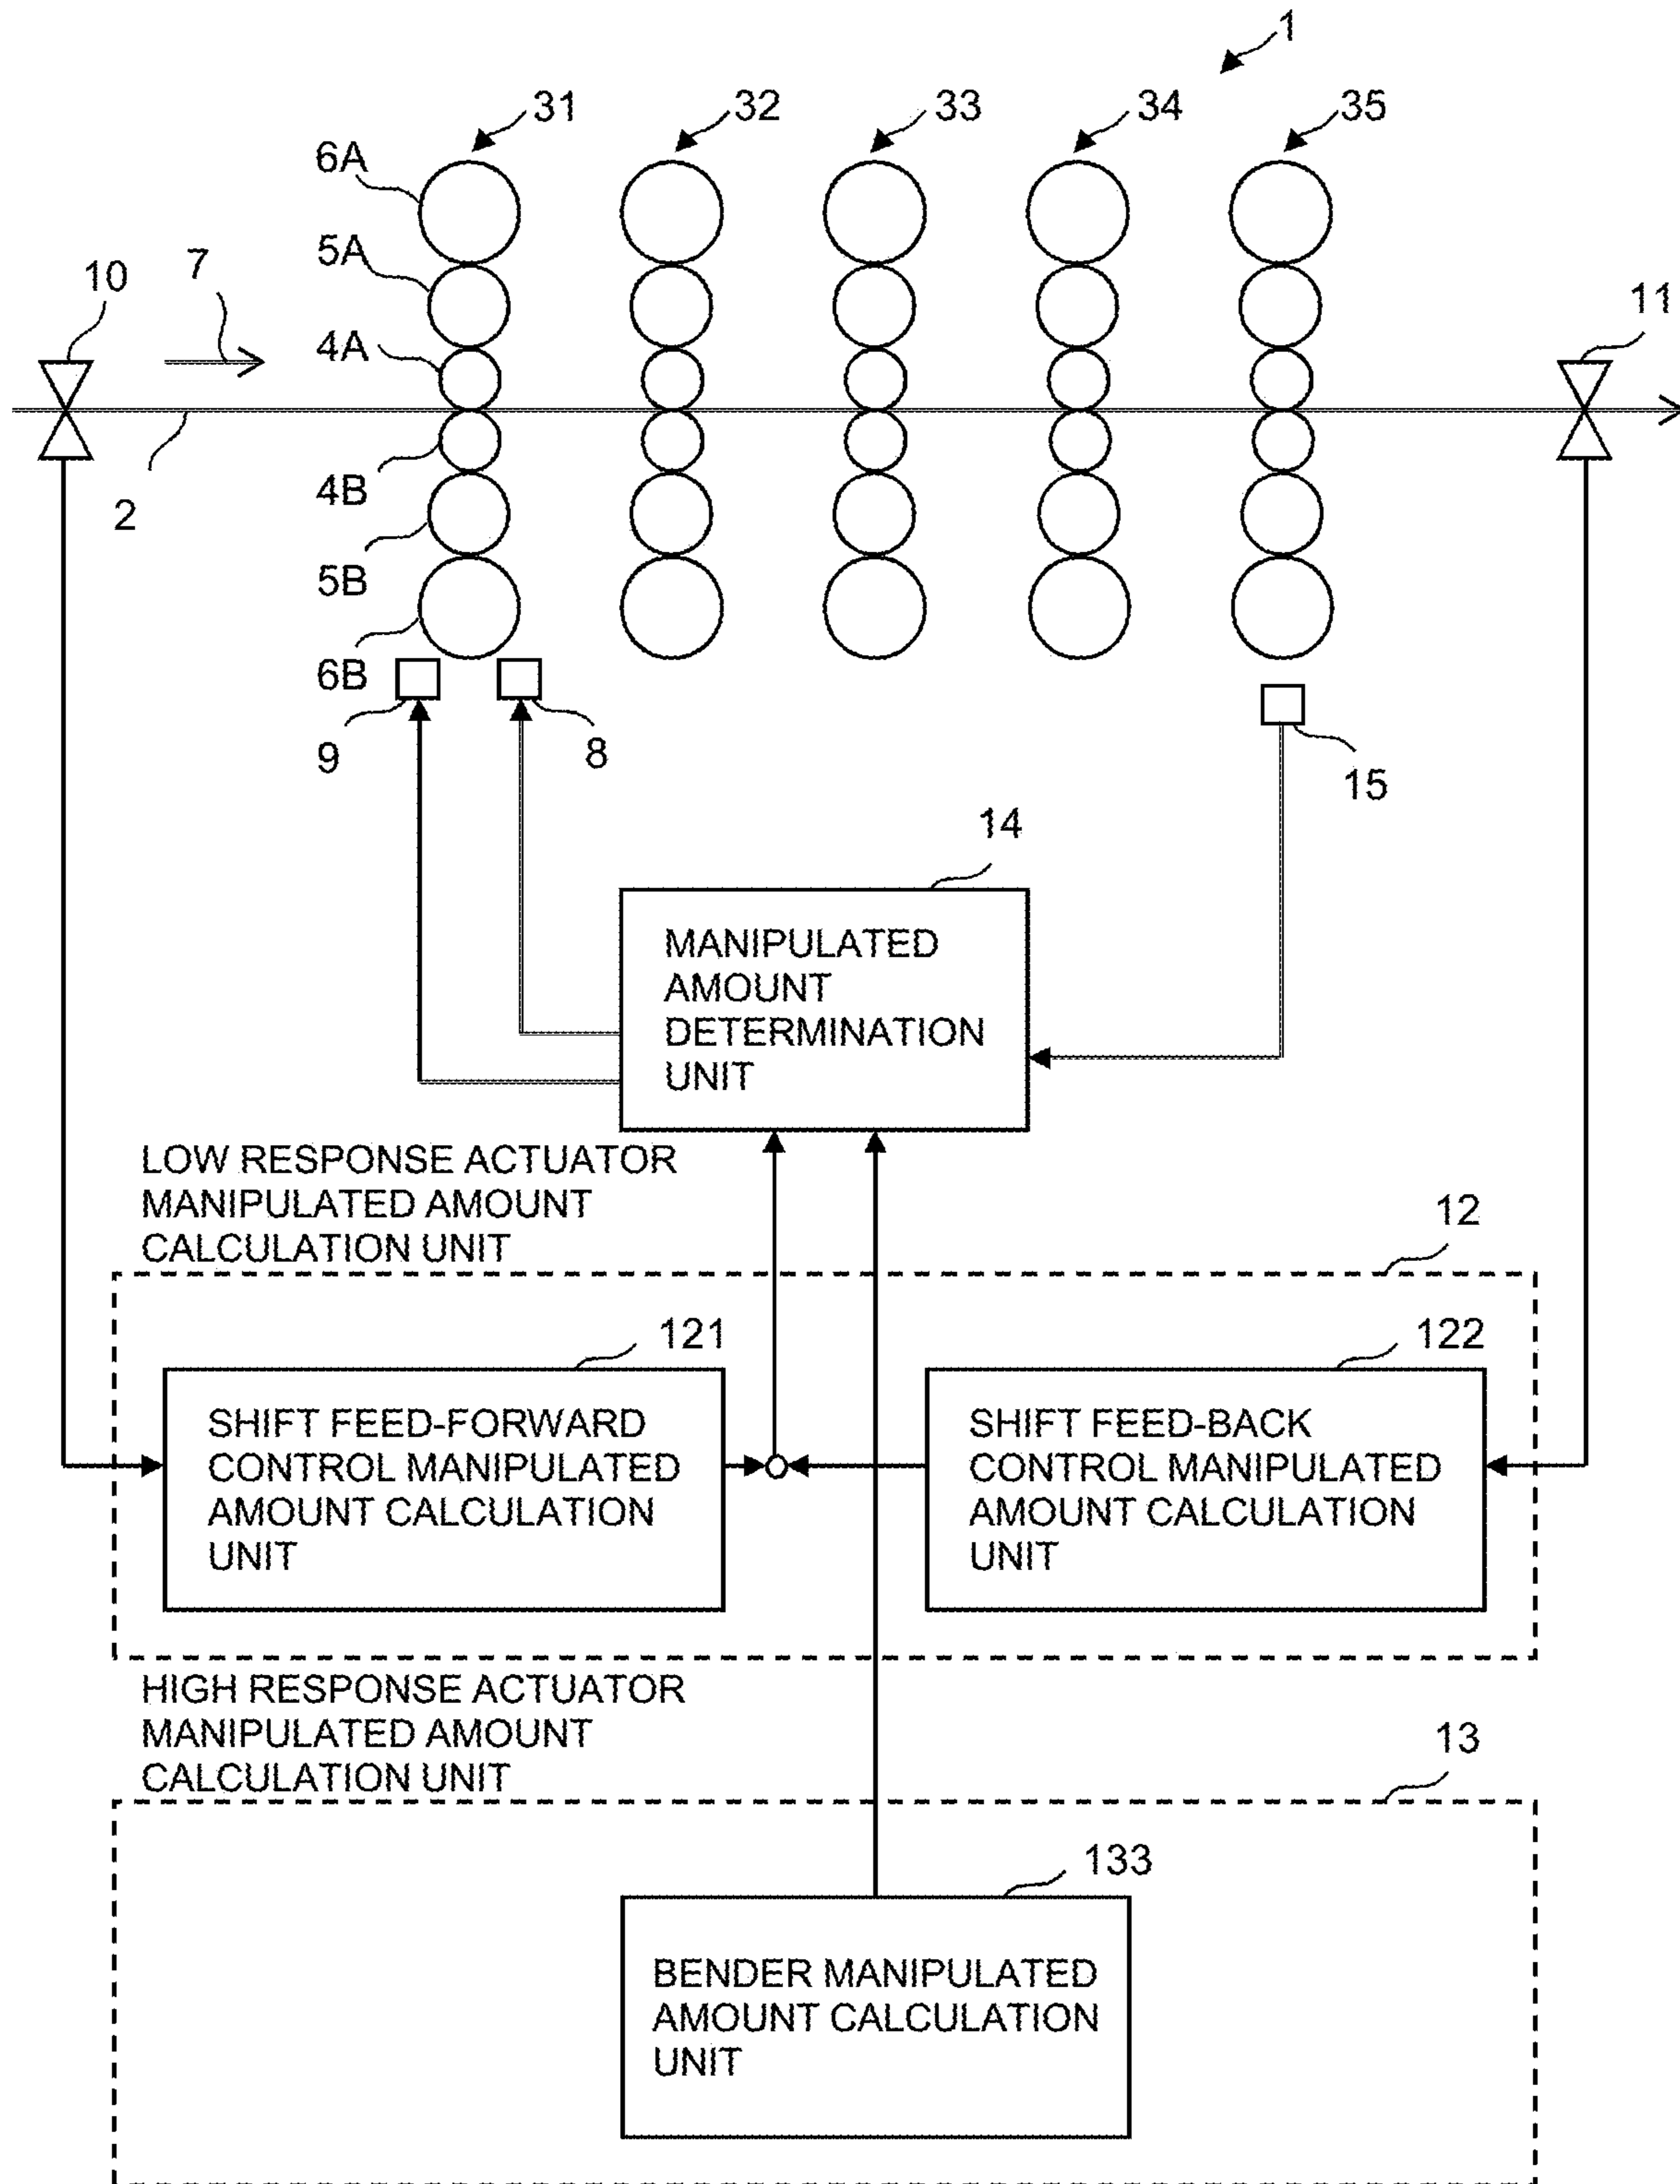 1
31
32
33
34
35
6A
5A
10
7
11
4A
2
4B
5B
6B
9
8
15
14
MANIPULATED
AMOUNT
DETERMINATION
UNIT
LOW RESPONSE ACTUATOR
MANIPULATED AMOUNT
CALCULATION UNIT
12
121
122
SHIFT FEED-FORWARD
CONTROL MANIPULATED
AMOUNT CALCULATION
UNIT
SHIFT FEED-BACK
CONTROL MANIPULATED
AMOUNT CALCULATION
UNIT
HIGH RESPONSE ACTUATOR
MANIPULATED AMOUNT
CALCULATION UNIT
13
133
BENDER MANIPULATED
AMOUNT CALCULATION
UNIT